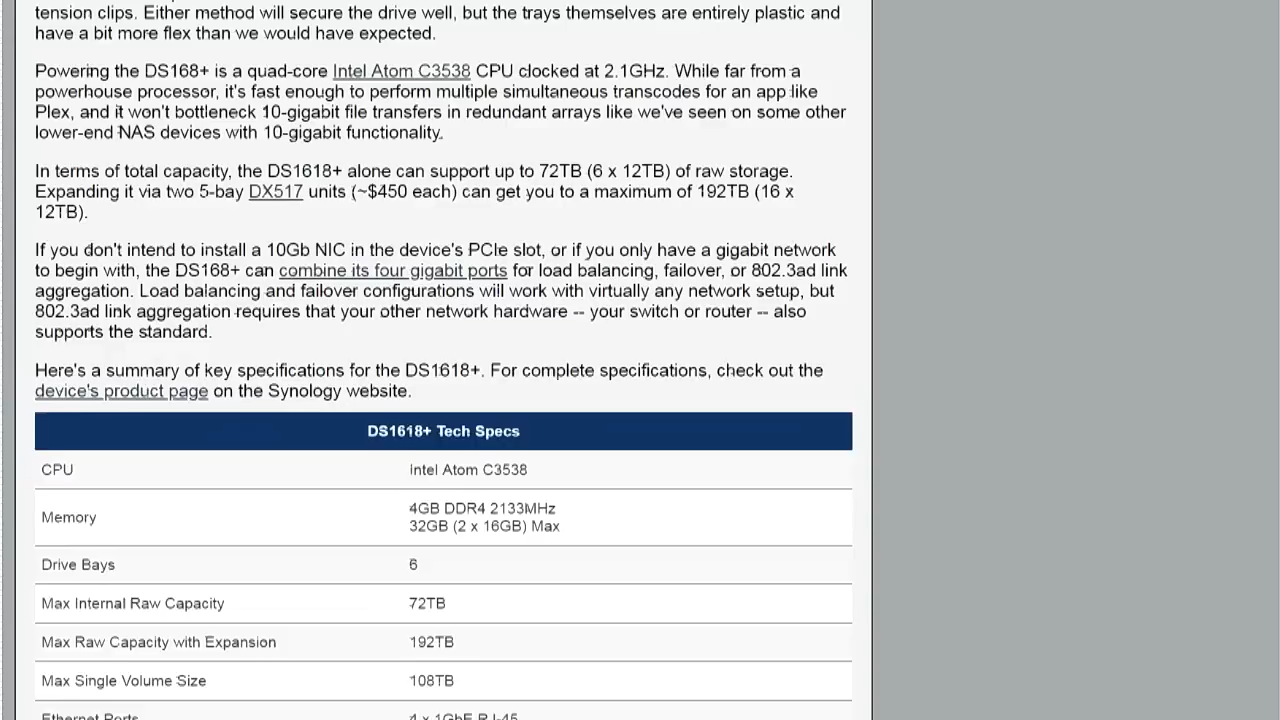 tension clips. Either method will secure the drive well, but the trays themselves are entirely plastic and
have a bit more flex than we would have expected.
Powering the DS168+ is a quad-core Intel Atom C3538 CPU clocked at 2.1GHz. While far from a
powerhouse processor, it's fast enough to perform multiple simultaneous transcodes for an app like
Plex, and it won't bottleneck 10-gigabit file transfers in redundant arrays like we've seen on some other
lower-end NAS devices with 10-gigabit functionality.
In terms of total capacity, the DS1618+ alone can support up to 72TB (6 x 12TB) of raw storage.
Expanding it via two 5-bay DX517 units (~$450 each) can get you to a maximum of 192TB (16 x
12TB).
If you don't intend to install a 10Gb NIC in the device's PCIe slot, or if you only have a gigabit network
to begin with, the DS168+ can combine its four gigabit ports for load balancing, failover, or 802.3ad link
aggregation. Load balancing and failover configurations will work with virtually any network setup, but
802.3ad link aggregation requires that your other network hardware -- your switch or router -- also
supports the standard.
Here's a summary of key specifications for the DS1618+. For complete specifications, check out the
device's product page on the Synology website.
DS1618+ Tech Specs
CPU Intel Atom C3538
Memory 4GB DDR4 2133MHz
32GB (2 x 16GB) Max
Drive Bays 6
Max Internal Raw Capacity 72TB
Max Raw Capacity with Expansion 192TB
Max Single Volume Size 108TB
Ethernet Ports 4 x 1GbE RJ-45